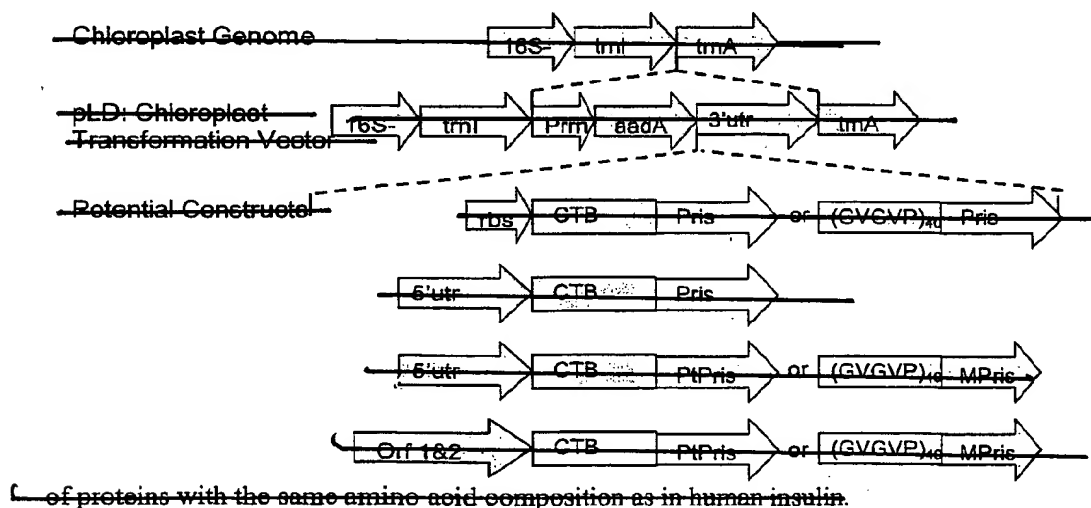 Chloroplast Genome 16S- trnI trnA
pLD: Chloroplast
Transformation Vector 16S- trnI Prrn aadA 3'utr trnA
Potential Constructs rbs CTB Pris or (GVGVP)40 Pris
5'utr CTB Pris
5'utr CTB PtPris or (GVGVP)40 MPris
Orf 1&2 CTB PtPris or (GVGVP)40 MPris
of proteins with the same amino acid composition as in human insulin.